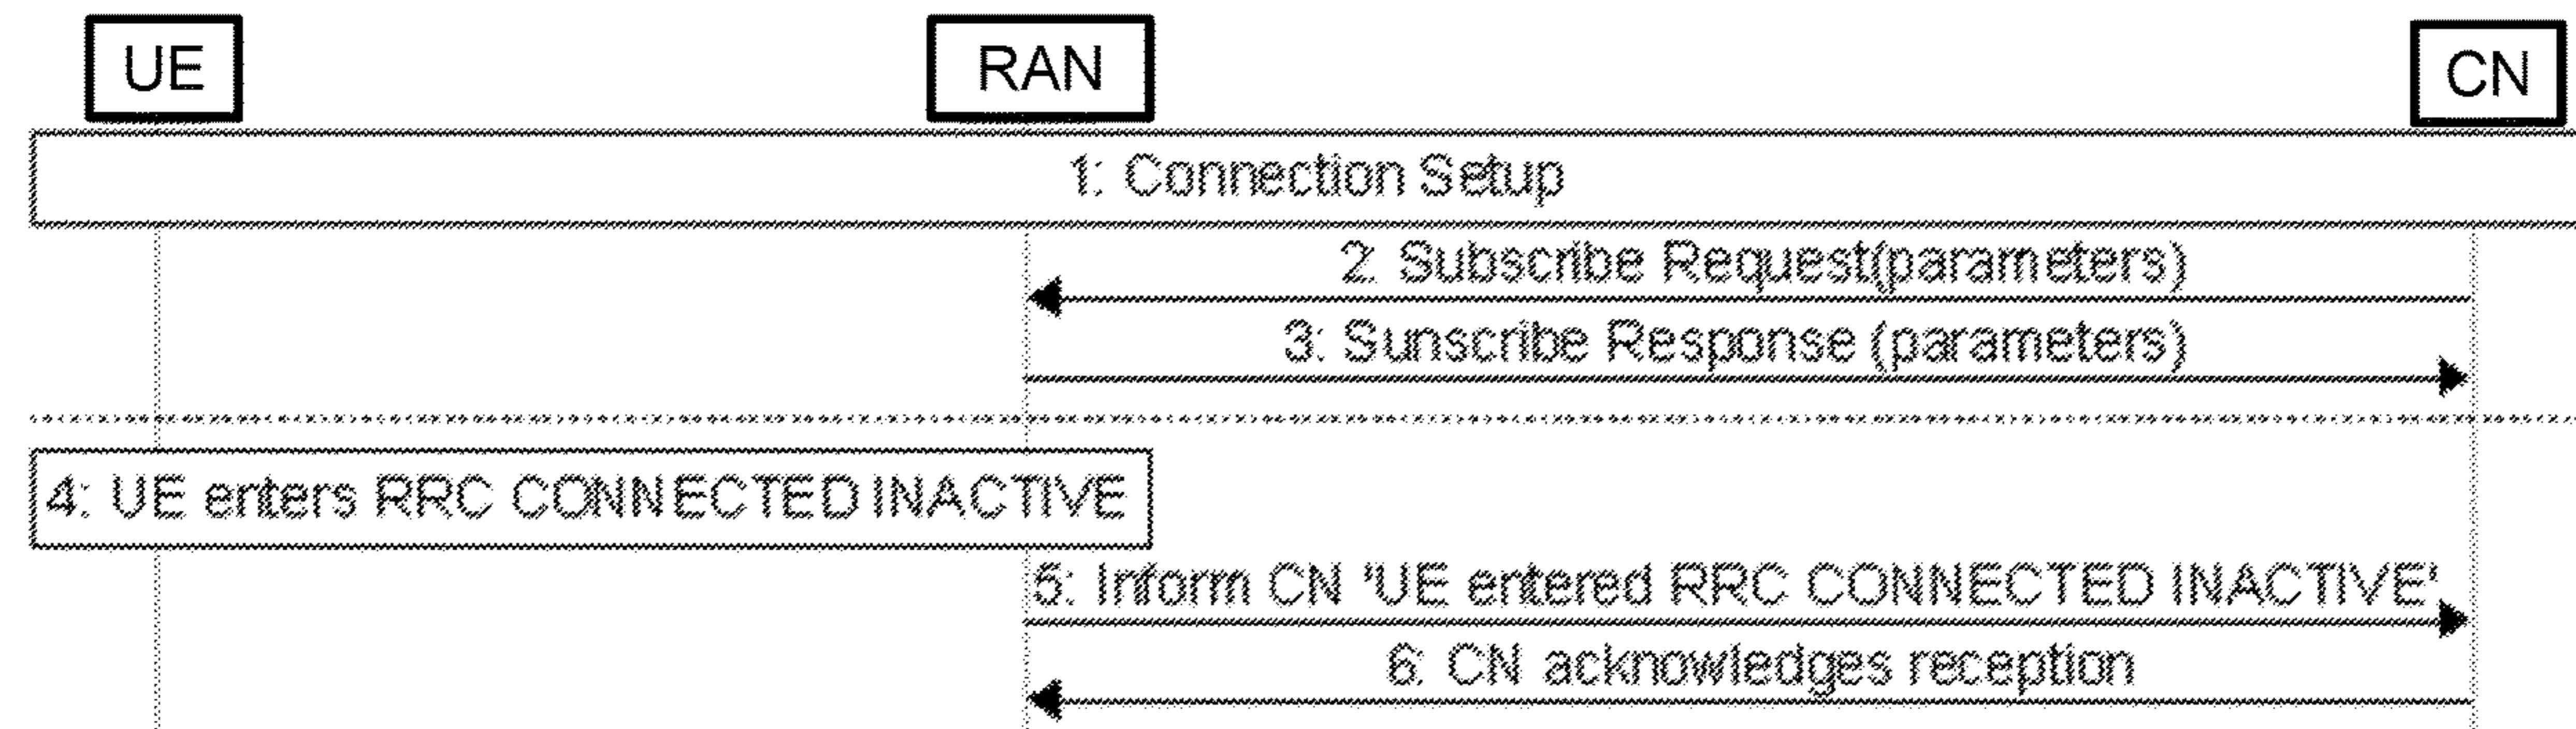 UE RAN CN
1: Connection Setup
2: Subscribe Request(parameters)
3: Sunscribe Response (parameters)
4: UE enters RRC CONNECTED INACTIVE
5: Inform CN 'UE entered RRC CONNECTED INACTIVE'
6: CN acknowledges reception